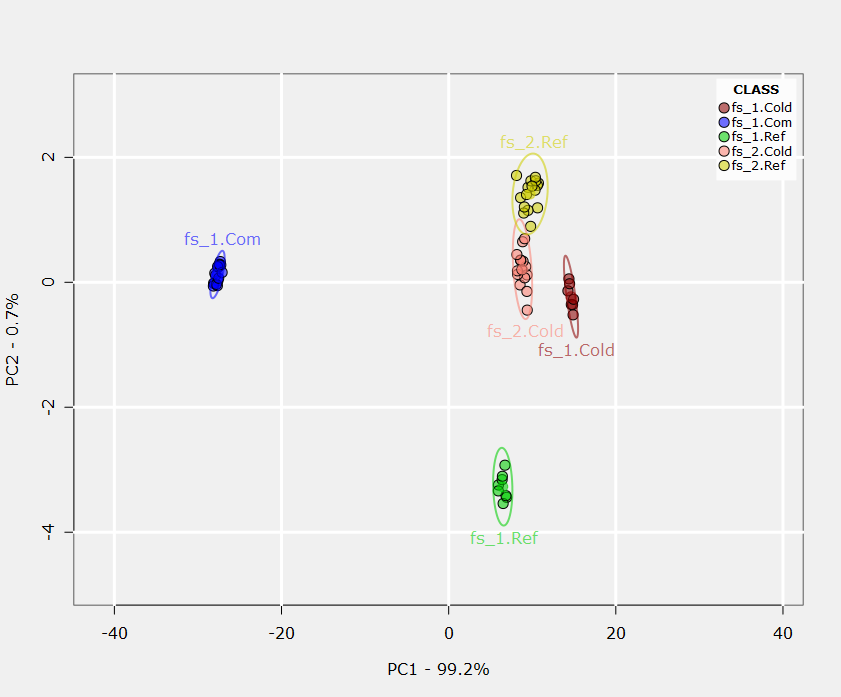 CLASS
fs_1.Cold
fs_1.Com
fs_1.Ref
fs_2.Cold
fs_2.Ref
fs_2.Ref
fs_1.Com
fs_2.Cold
fs_1.Cold
fs_1.Ref
2
0
-2
-4
PC2 - 0.7%
-40
-20
0
20
40
PC1 - 99.2%